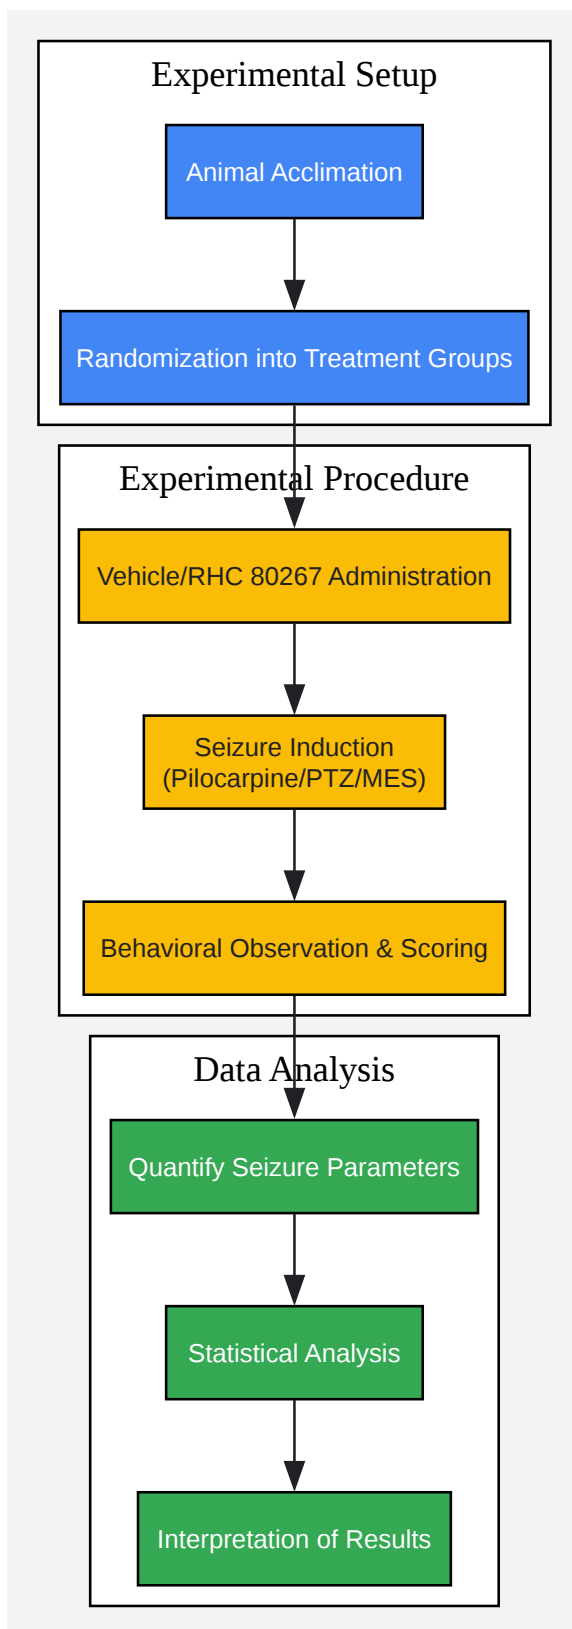 Experimental Setup
Animal Acclimation
Randomization into Treatment Groups
Experimental Procedure
Vehicle/RHC 80267 Administration
Seizure Induction
(Pilocarpine/PTZ/MES)
Behavioral Observation & Scoring
Data Analysis
Quantify Seizure Parameters
Statistical Analysis
Interpretation of Results